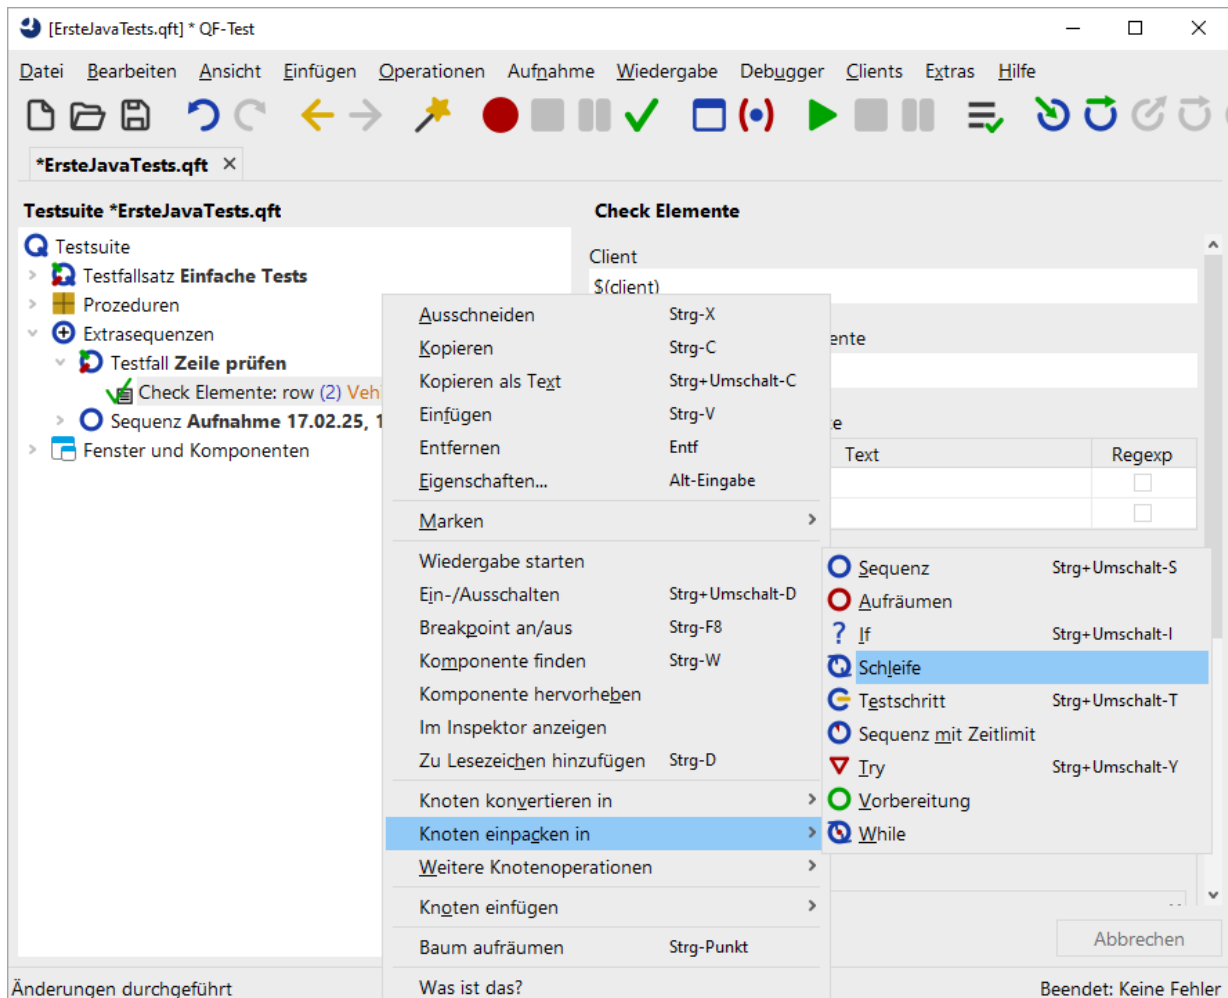 [ErsteJavaTests.qft] * QF-Test
Datei Bearbeiten Ansicht Einfügen Operationen Aufnahme Wiedergabe Debugger Clients Extras Hilfe
*ErsteJavaTests.qft
Testsuite *ErsteJavaTests.qft
Testsuite
Testfallsatz Einfache Tests
Prozeduren
Extrasequenzen
Testfall Zeile prüfen
Check Elemente: row (2) Veh
Sequenz Aufnahme 17.02.25, 1
Fenster und Komponenten
Check Elemente
Client
$(client)
ente
te
Text Regexp
Ausschneiden Strg-X
Kopieren Strg-C
Kopieren als Text Strg+Umschalt-C
Einfügen Strg-V
Entfernen Entf
Eigenschaften... Alt-Eingabe
Marken
Wiedergabe starten
Ein-/Ausschalten Strg+Umschalt-D
Breakpoint an/aus Strg-F8
Komponente finden Strg-W
Komponente hervorheben
Im Inspektor anzeigen
Zu Lesezeichen hinzufügen Strg-D
Knoten konvertieren in
Knoten einpacken in
Weitere Knotenoperationen
Knoten einfügen
Baum aufräumen Strg-Punkt
Was ist das?
Sequenz Strg+Umschalt-S
Aufräumen
If Strg+Umschalt-I
Schleife
Testschritt Strg+Umschalt-T
Sequenz mit Zeitlimit
Try Strg+Umschalt-Y
Vorbereitung
While
Abbrechen
Änderungen durchgeführt
Beendet: Keine Fehler